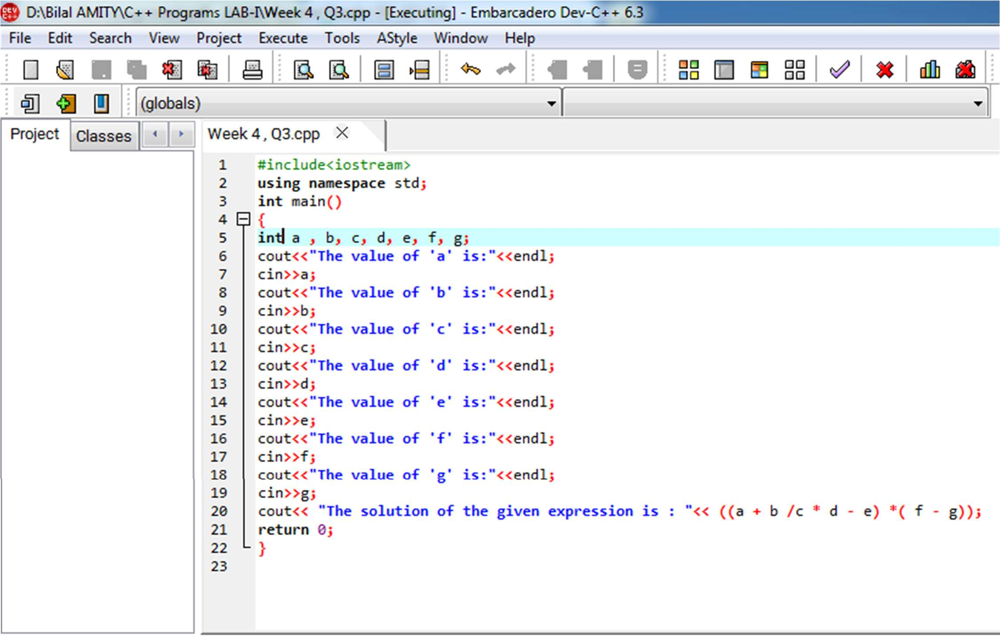 D:\Bilal AMITY\C++ Programs LAB-I\Week 4 , Q3.cpp - [Executing] - Embarcadero Dev-C++ 6.3
File Edit Search View Project Execute Tools AStyle Window Help
(globals)
Project Classes Week 4 , Q3.cpp
1 #include<iostream>
2 using namespace std;
3 int main()
4 {
5 int a , b, c, d, e, f, g;
6 cout<<"The value of 'a' is:"<<endl;
7 cin>>a;
8 cout<<"The value of 'b' is:"<<endl;
9 cin>>b;
10 cout<<"The value of 'c' is:"<<endl;
11 cin>>c;
12 cout<<"The value of 'd' is:"<<endl;
13 cin>>d;
14 cout<<"The value of 'e' is:"<<endl;
15 cin>>e;
16 cout<<"The value of 'f' is:"<<endl;
17 cin>>f;
18 cout<<"The value of 'g' is:"<<endl;
19 cin>>g;
20 cout<< "The solution of the given expression is : "<< ((a + b /c * d - e) *( f - g));
21 return 0;
22 }
23